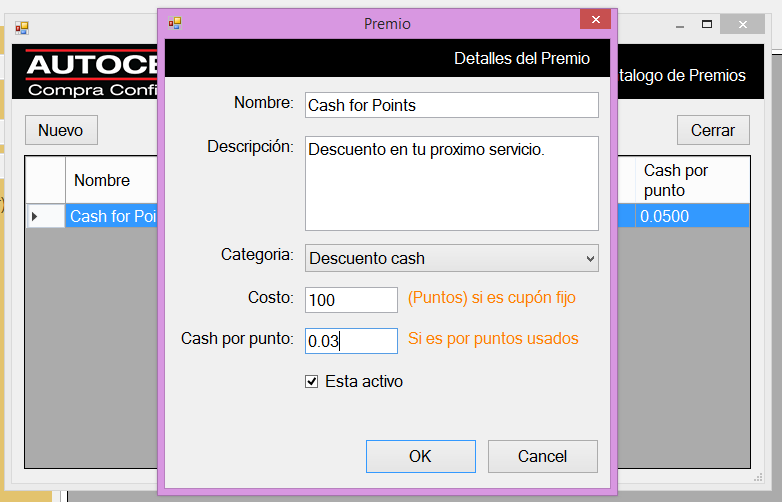 Premio
AUTOCE
Compra Confi
Detalles del Premio
talogo de Premios
Nuevo
Cerrar
Nombre
Cash por
punto
Cash for Poi
0.0500
Nombre:
Cash for Points
Descripción:
Descuento en tu proximo servicio.
Categoria:
Descuento cash
Costo:
100
(Puntos) si es cupón fijo
Cash por punto:
0.03
Si es por puntos usados
Esta activo
OK
Cancel